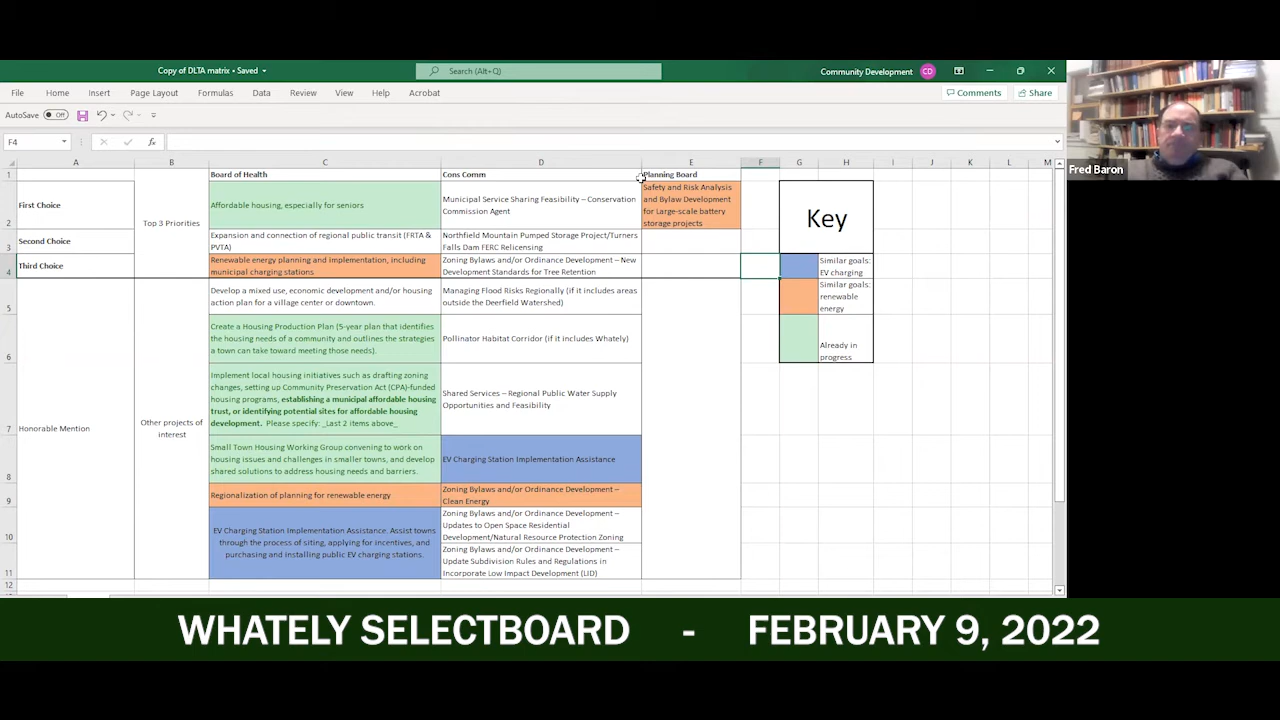 Copy of DLTA matrix • Saved
Search (Alt+Q)
Community Development CD
File Home Insert Page Layout Formulas Data Review View Help Acrobat
Comments Share
AutoSave Off
F4
fx
Fred Baron
A B C D E F G H I J K L M
1 Board of Health Cons Comm Planning Board
2 First Choice
Top 3 Priorities
Affordable housing, especially for seniors
Municipal Service Sharing Feasibility – Conservation
Commission Agent
Safety and Risk Analysis
and Bylaw Development
for Large-scale battery
storage projects
3 Second Choice
Expansion and connection of regional public transit (FRTA &
PVTA)
Northfield Mountain Pumped Storage Project/Turners
Falls Dam FERC Relicensing
4 Third Choice
Renewable energy planning and implementation, including
municipal charging stations
Zoning Bylaws and/or Ordinance Development – New
Development Standards for Tree Retention
5
Develop a mixed use, economic development and/or housing
action plan for a village center or downtown.
Managing Flood Risks Regionally (if it includes areas
outside the Deerfield Watershed)
6
Create a Housing Production Plan (5-year plan that identifies
the housing needs of a community and outlines the strategies
a town can take toward meeting those needs).
Pollinator Habitat Corridor (if it includes Whately)
7 Honorable Mention
Other projects of
interest
Implement local housing initiatives such as drafting zoning
changes, setting up Community Preservation Act (CPA)-funded
housing programs, establishing a municipal affordable housing
trust, or identifying potential sites for affordable housing
development. Please specify: _Last 2 items above_
Shared Services – Regional Public Water Supply
Opportunities and Feasibility
8
Small Town Housing Working Group convening to work on
housing issues and challenges in smaller towns, and develop
shared solutions to address housing needs and barriers.
EV Charging Station Implementation Assistance
9
Regionalization of planning for renewable energy
Zoning Bylaws and/or Ordinance Development –
Clean Energy
10
EV Charging Station Implementation Assistance. Assist towns
through the process of siting, applying for incentives, and
purchasing and installing public EV charging stations.
Zoning Bylaws and/or Ordinance Development –
Updates to Open Space Residential
Development/Natural Resource Protection Zoning
11
Zoning Bylaws and/or Ordinance Development –
Update Subdivision Rules and Regulations in
Incorporate Low Impact Development (LID)
12
Key
Similar goals:
EV charging
Similar goals:
renewable
energy
Already in
progress
WHATELY SELECTBOARD - FEBRUARY 9, 2022